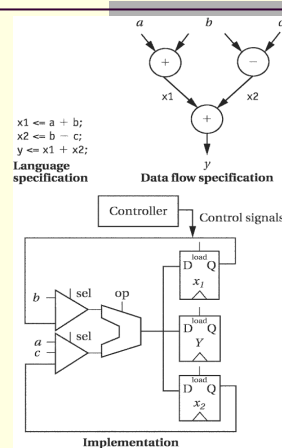 a b c
+ −
x1 x2
+
x1 <= a + b;
x2 <= b − c;
y <= x1 + x2;
y
Language
specification
Data flow specification
Controller
Control signals
load
D Q
x1
b sel op
load
D Q
Y
a sel
c
load
D Q
x2
Implementation